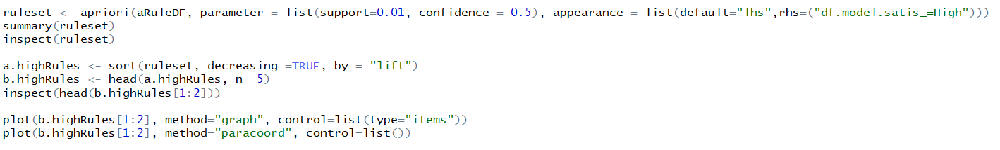 ruleset <- apriori(aRuleDF, parameter = list(support=0.01, confidence = 0.5), appearance = list(default="lhs",rhs=("df.model.satis_=High")))
summary(ruleset)
inspect(ruleset)

a.highRules <- sort(ruleset, decreasing =TRUE, by = "lift")
b.highRules <- head(a.highRules, n= 5)
inspect(head(b.highRules[1:2]))

plot(b.highRules[1:2], method="graph", control=list(type="items"))
plot(b.highRules[1:2], method="paracoord", control=list())